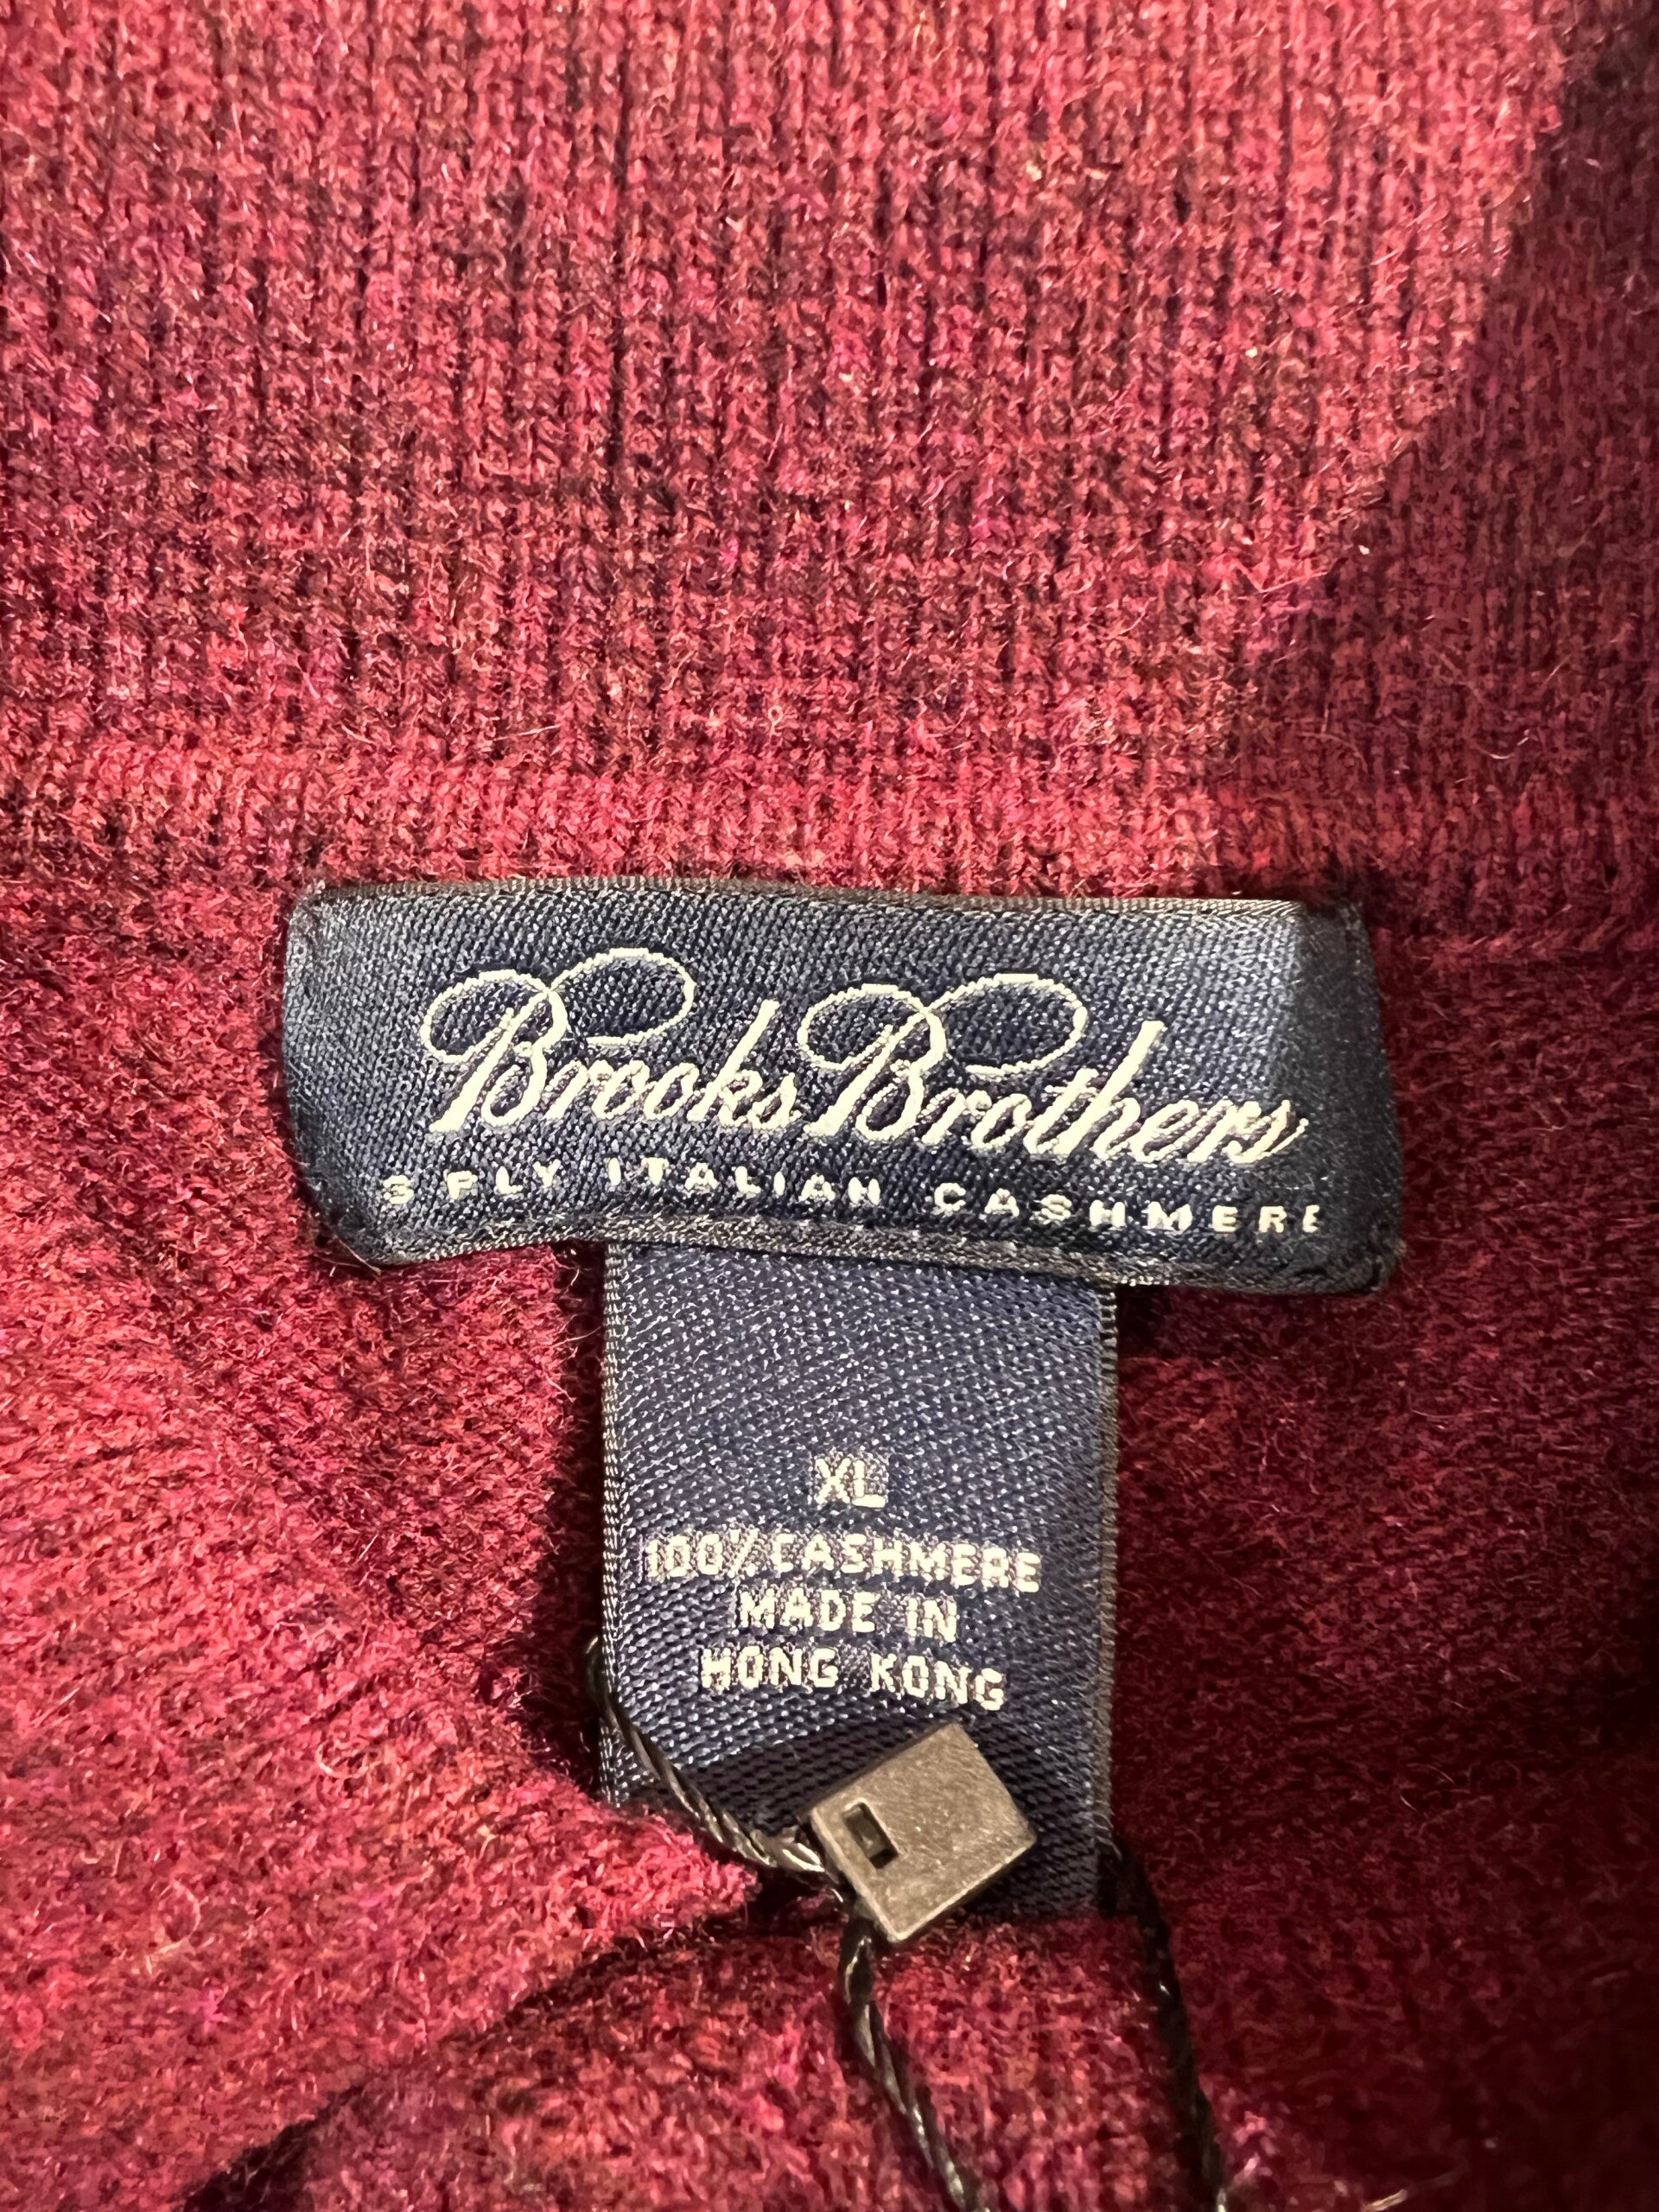 Brooks Brothers
3 PLY ITALIAN CASHMERE
XL
100% CASHMERE
MADE IN
HONG KONG